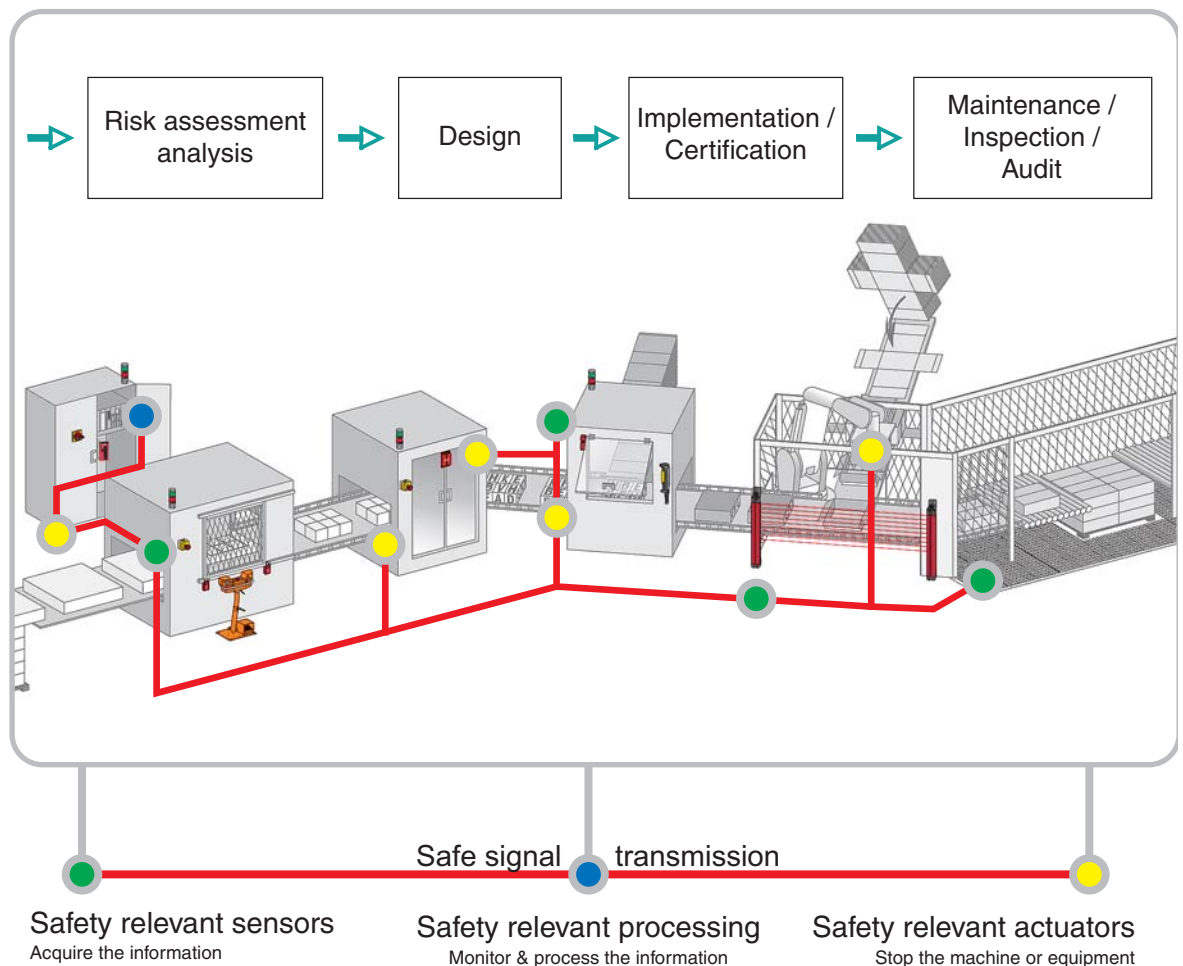 Risk assessment
analysis
Design
Implementation /
Certification
Maintenance /
Inspection /
Audit
Safe signal transmission
Safety relevant sensors
Acquire the information
Safety relevant processing
Monitor & process the information
Safety relevant actuators
Stop the machine or equipment